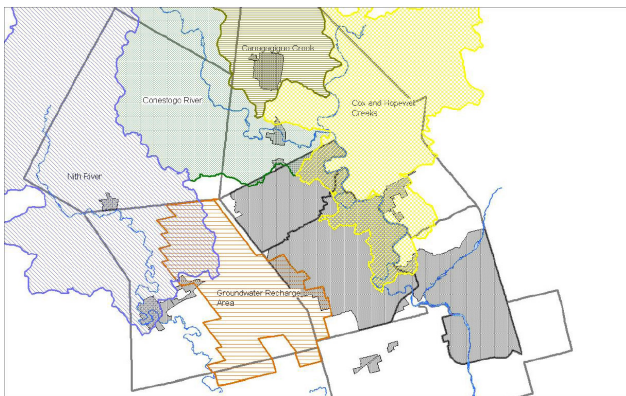 Canagagigue Creek
Conestogo River
Cox and Hopewell
Creeks
Nith River
Groundwater Recharge
Area